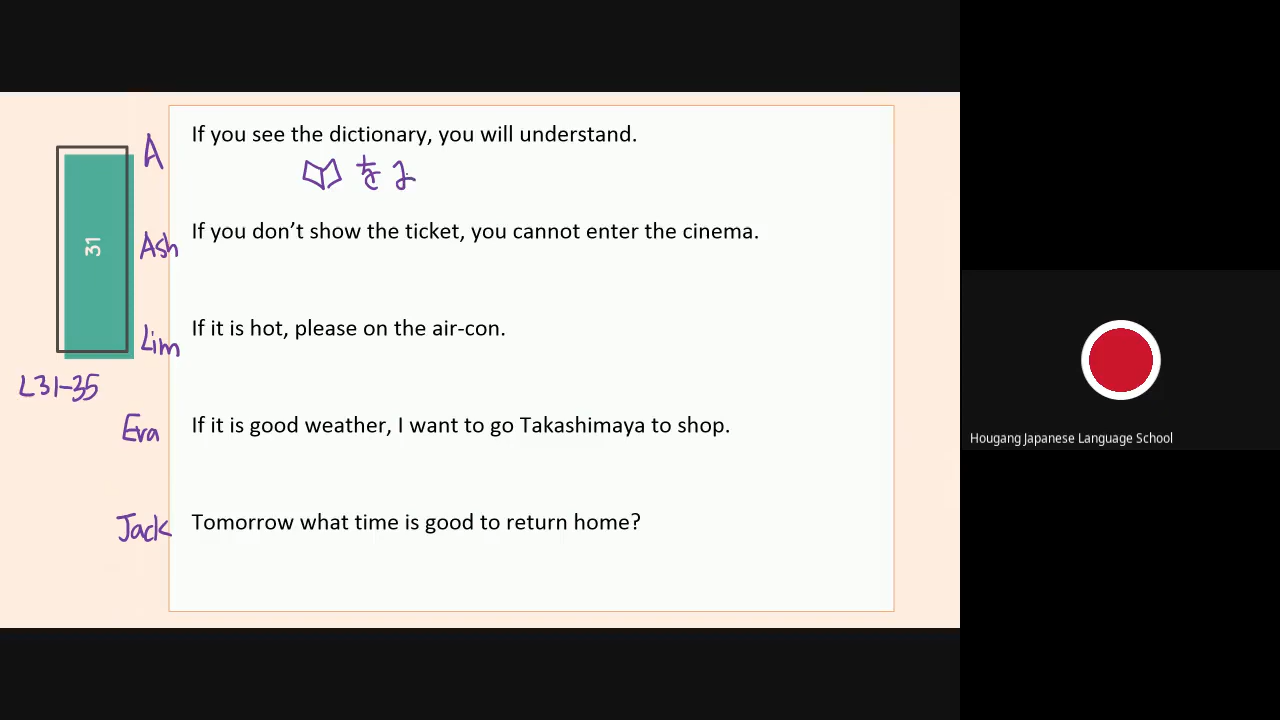 A
If you see the dictionary, you will understand.
を
31
Ash
If you don’t show the ticket, you cannot enter the cinema.
Lim
If it is hot, please on the air-con.
L31-35
Eva
If it is good weather, I want to go Takashimaya to shop.
Hougang Japanese Language School
Jack
Tomorrow what time is good to return home?